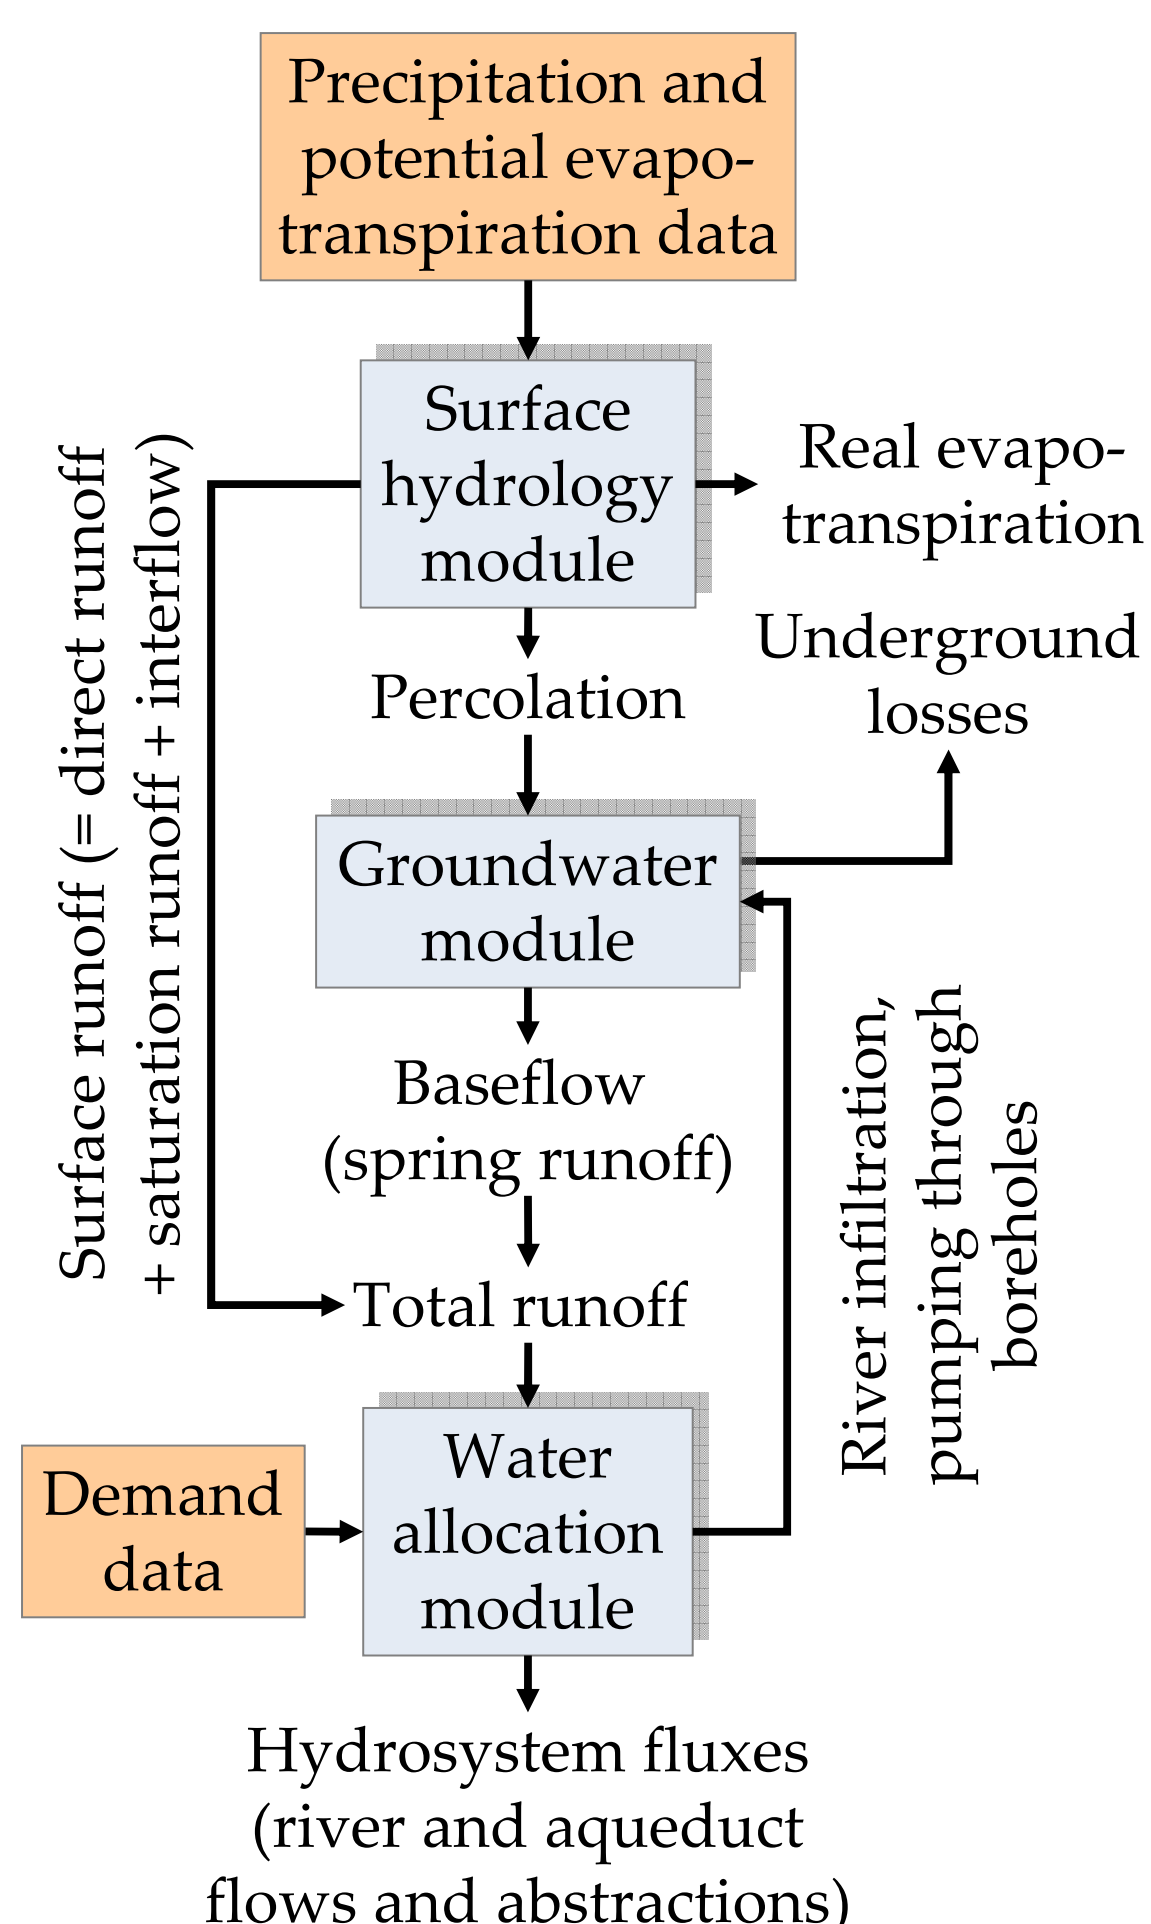 Precipitation and
potential evapo-
transpiration data
Surface
hydrology
module
Real evapo-
transpiration
Surface runoff (= direct runoff
+ saturation runoff + interflow)
Percolation
Underground
losses
Groundwater
module
Baseflow
(spring runoff)
River infiltration,
pumping through
boreholes
Total runoff
Demand
data
Water
allocation
module
Hydrosystem fluxes
(river and aqueduct
flows and abstractions)